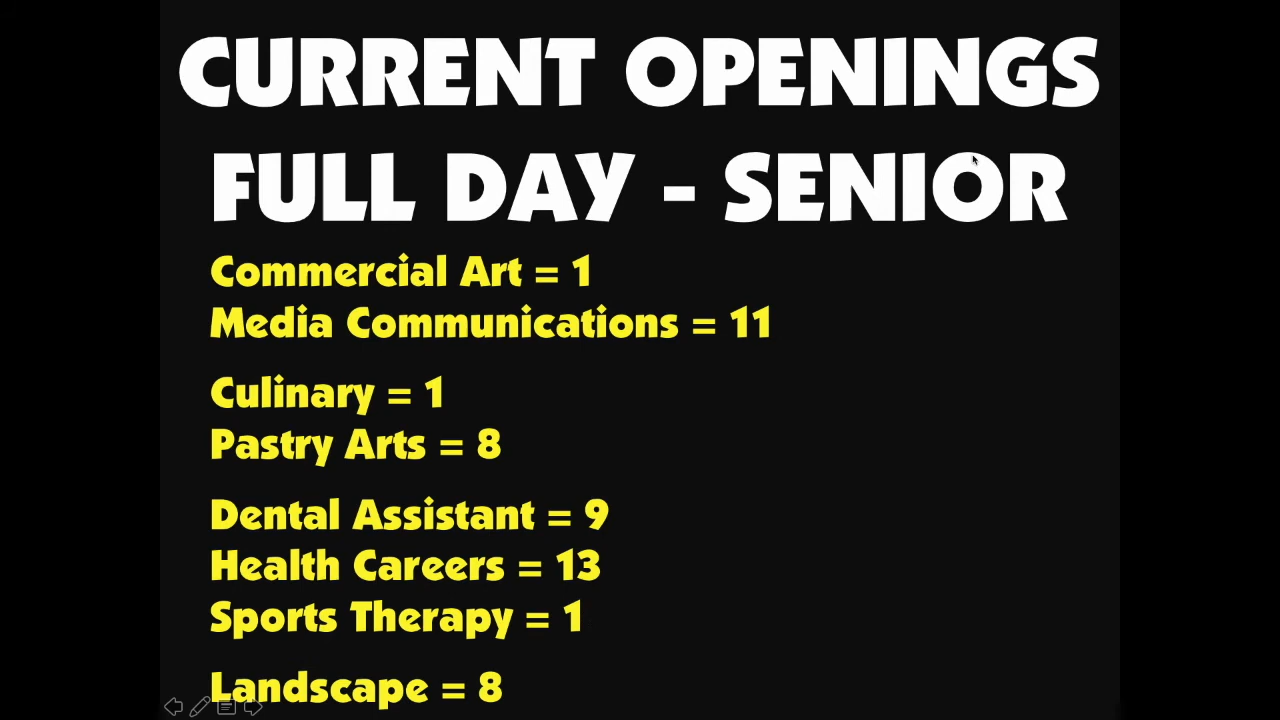 CURRENT OPENINGS
FULL DAY - SENIOR
Commercial Art = 1
Media Communications = 11
Culinary = 1
Pastry Arts = 8
Dental Assistant = 9
Health Careers = 13
Sports Therapy = 1
Landscape = 8